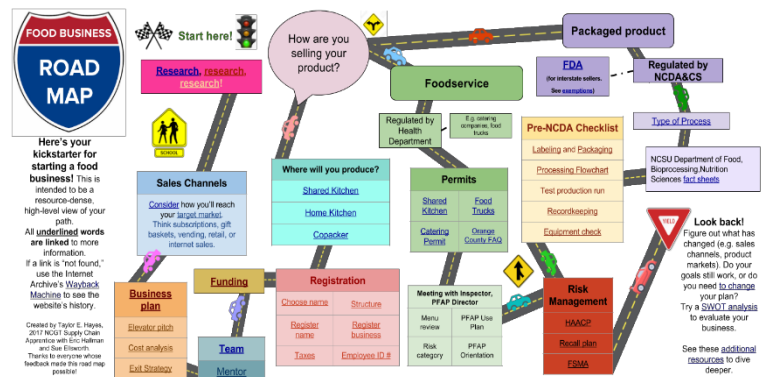 FOOD BUSINESS
ROAD
MAP
Here's your
kickstarter for
starting a food
business! This is
intended to be a
resource-dense,
high-level view of your
path.
All underlined words
are linked to more
information.
If a link is "not found,"
use the Internet
Archive's Wayback
Machine to see the
website's history.
Created by Taylor E. Hayes,
2017 NCGT Supply Chain
Apprentice with Eric Hallman
and Sue Ellsworth
Thanks to everyone whose
feedback made this road map
possible!
Start here!
Research, research,
research!
SCHOOL
Sales Channels
Consider how you'll reach
your target market.
Think subscriptions, gift
baskets, vending, retail, or
internet sales.
Business
plan
Elevator pitch
Cost analysis
Exit Strategy
Funding
Team
Mentor
How are you
selling your
product?
Where will you produce?
Shared Kitchen
Home Kitchen
Copacker
Registration
Choose name
Structure
Register
name
Register
business
Taxes
Employee ID #
Foodservice
Regulated by
Health
Department
E.g. catering
companies, food
trucks
Permits
Shared
Kitchen
Food
Trucks
Catering
Permit
Orange
County FAQ
Meeting with Inspector,
PFAP Director
Menu
review
PFAP Use
Plan
Risk
category
PFAP
Orientation
Packaged product
FDA
(for interstate sellers.
See exemptions)
Regulated by
NCDA&CS
Type of Process
NCSU Department of Food,
Bioprocessing,Nutrition
Sciences fact sheets
Pre-NCDA Checklist
Labeling and Packaging
Processing Flowchart
Test production run
Recordkeeping
Equipment check
Risk
Management
HAACP
Recall plan
FSMA
YIELD
Look back!
Figure out what has
changed (e.g. sales
channels, product
markets). Do your
goals still work, or do
you need to change
your plan?
Try a SWOT analysis
to evaluate your
business.
See these additional
resources to dive
deeper.